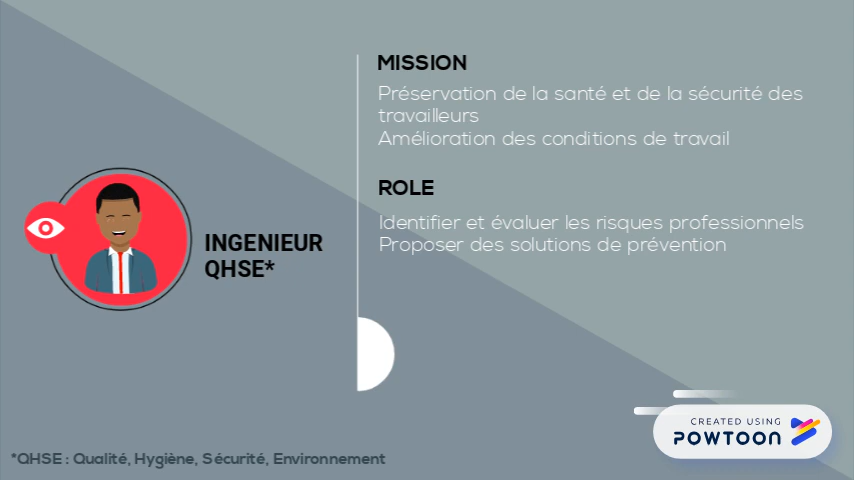 MISSION
Préservation de la santé et de la sécurité des
travailleurs
Amélioration des conditions de travail
ROLE
Identifier et évaluer les risques professionnels
Proposer des solutions de prévention
INGENIEUR
QHSE*
CREATED USING
POWTOON
*QHSE : Qualité, Hygiène, Sécurité, Environnement